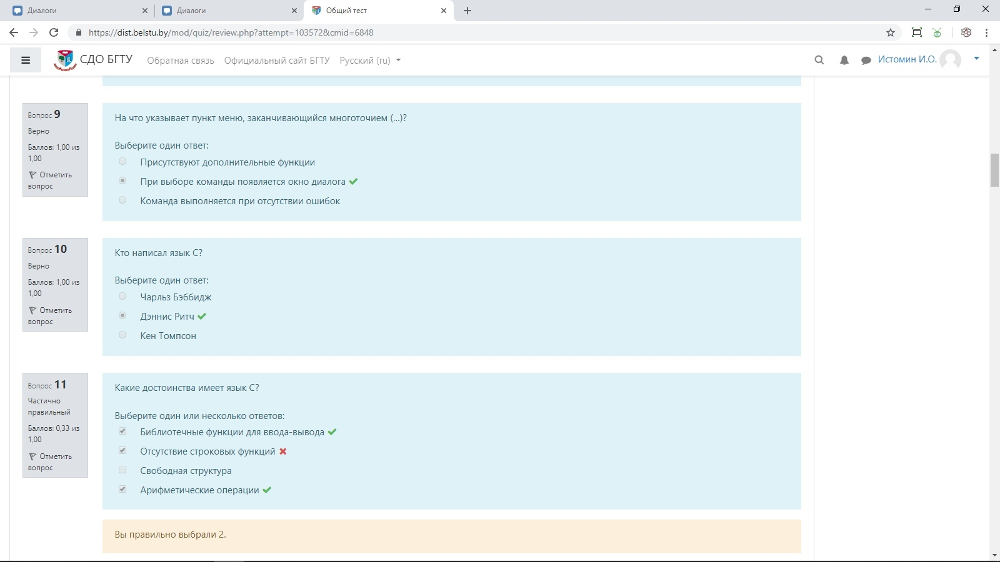 Диалоги
Диалоги
Общий тест
https://dist.belstu.by/mod/quiz/review.php?attempt=103572&cmid=6848
СДО БГТУ
Обратная связь
Официальный сайт БГТУ
Русский (ru)
Истомин И.О.
Вопрос 9
Верно
Баллов: 1,00 из
1,00
Отметить
вопрос
На что указывает пункт меню, заканчивающийся многоточием (...)?
Выберите один ответ:
Присутствуют дополнительные функции
При выборе команды появляется окно диалога
Команда выполняется при отсутствии ошибок
Вопрос 10
Верно
Баллов: 1,00 из
1,00
Отметить
вопрос
Кто написал язык С?
Выберите один ответ:
Чарльз Бэббидж
Дэннис Ритч
Кен Томпсон
Вопрос 11
Частично
правильный
Баллов: 0,33 из
1,00
Отметить
вопрос
Какие достоинства имеет язык С?
Выберите один или несколько ответов:
Библиотечные функции для ввода-вывода
Отсутствие строковых функций
Свободная структура
Арифметические операции
Вы правильно выбрали 2.